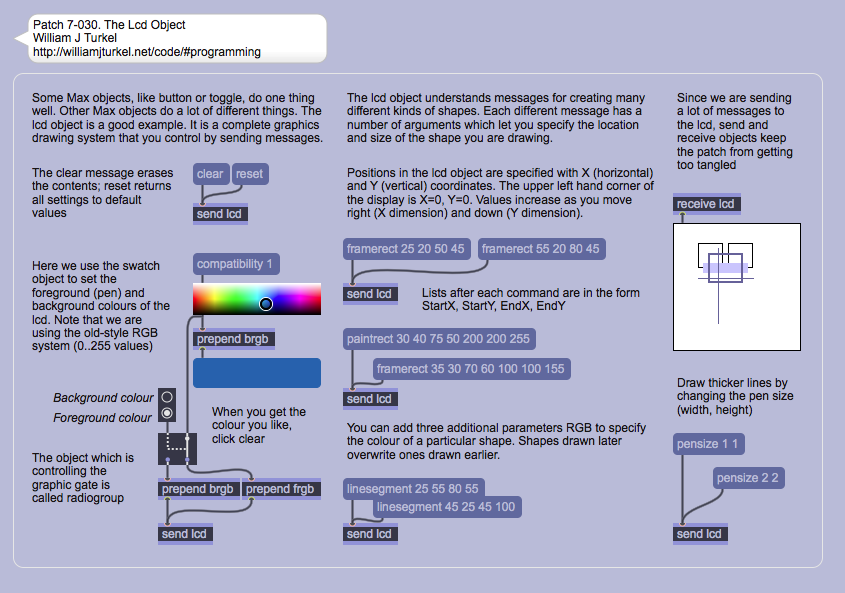 Patch 7-030. The Lcd Object
William J Turkel
http://williamjturkel.net/code/#programming
Some Max objects, like button or toggle, do one thing
well. Other Max objects do a lot of different things. The
lcd object is a good example. It is a complete graphics
drawing system that you control by sending messages.
The clear message erases
the contents; reset returns
all settings to default
values
clear
reset
send lcd
Here we use the swatch
object to set the
foreground (pen) and
background colours of the
lcd. Note that we are
using the old-style RGB
system (0..255 values)
compatibility 1
prepend brgb
Background colour
Foreground colour
When you get the
colour you like,
click clear
The object which is
controlling the
graphic gate is
called radiogroup
prepend brgb
prepend frgb
send lcd
The lcd object understands messages for creating many
different kinds of shapes. Each different message has a
number of arguments which let you specify the location
and size of the shape you are drawing.
Positions in the lcd object are specified with X (horizontal)
and Y (vertical) coordinates. The upper left hand corner of
the display is X=0, Y=0. Values increase as you move
right (X dimension) and down (Y dimension).
framerect 25 20 50 45
framerect 55 20 80 45
send lcd
Lists after each command are in the form
StartX, StartY, EndX, EndY
paintrect 30 40 75 50 200 200 255
framerect 35 30 70 60 100 100 155
send lcd
You can add three additional parameters RGB to specify
the colour of a particular shape. Shapes drawn later
overwrite ones drawn earlier.
linesegment 25 55 80 55
linesegment 45 25 45 100
send lcd
Since we are sending
a lot of messages to
the lcd, send and
receive objects keep
the patch from getting
too tangled
receive lcd
Draw thicker lines by
changing the pen size
(width, height)
pensize 1 1
pensize 2 2
send lcd